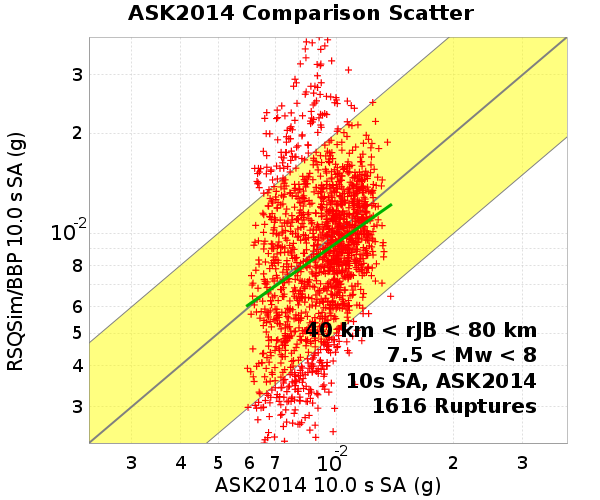 ASK2014 Comparison Scatter
RSQSim/BBP 10.0 s SA (g)
3
2
10-2
8
6
5
4
3
40 km < rJB < 80 km
7.5 < Mw < 8
10s SA, ASK2014
1616 Ruptures
3 4 5 6 7 10-2 2 3
ASK2014 10.0 s SA (g)